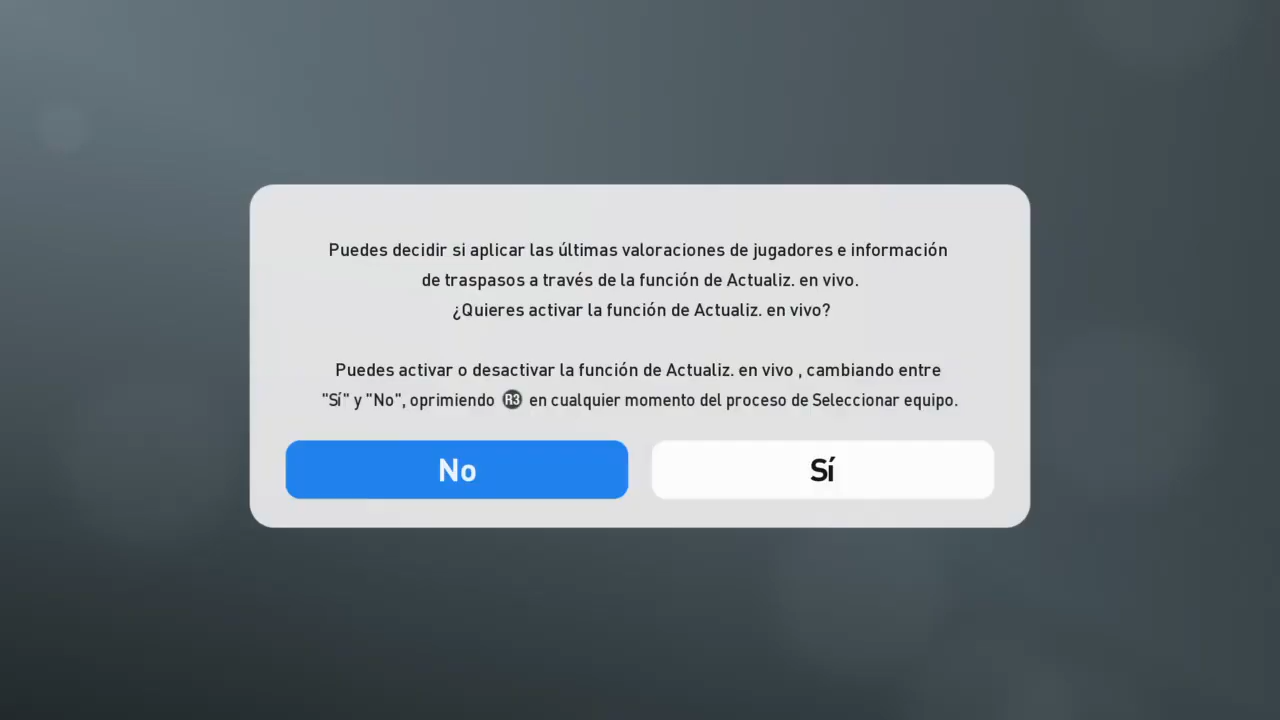 Puedes decidir si aplicar las últimas valoraciones de jugadores e información
de traspasos a través de la función de Actualiz. en vivo.
¿Quieres activar la función de Actualiz. en vivo?
Puedes activar o desactivar la función de Actualiz. en vivo , cambiando entre
"Sí" y "No", oprimiendo R3 en cualquier momento del proceso de Seleccionar equipo.
No
Sí